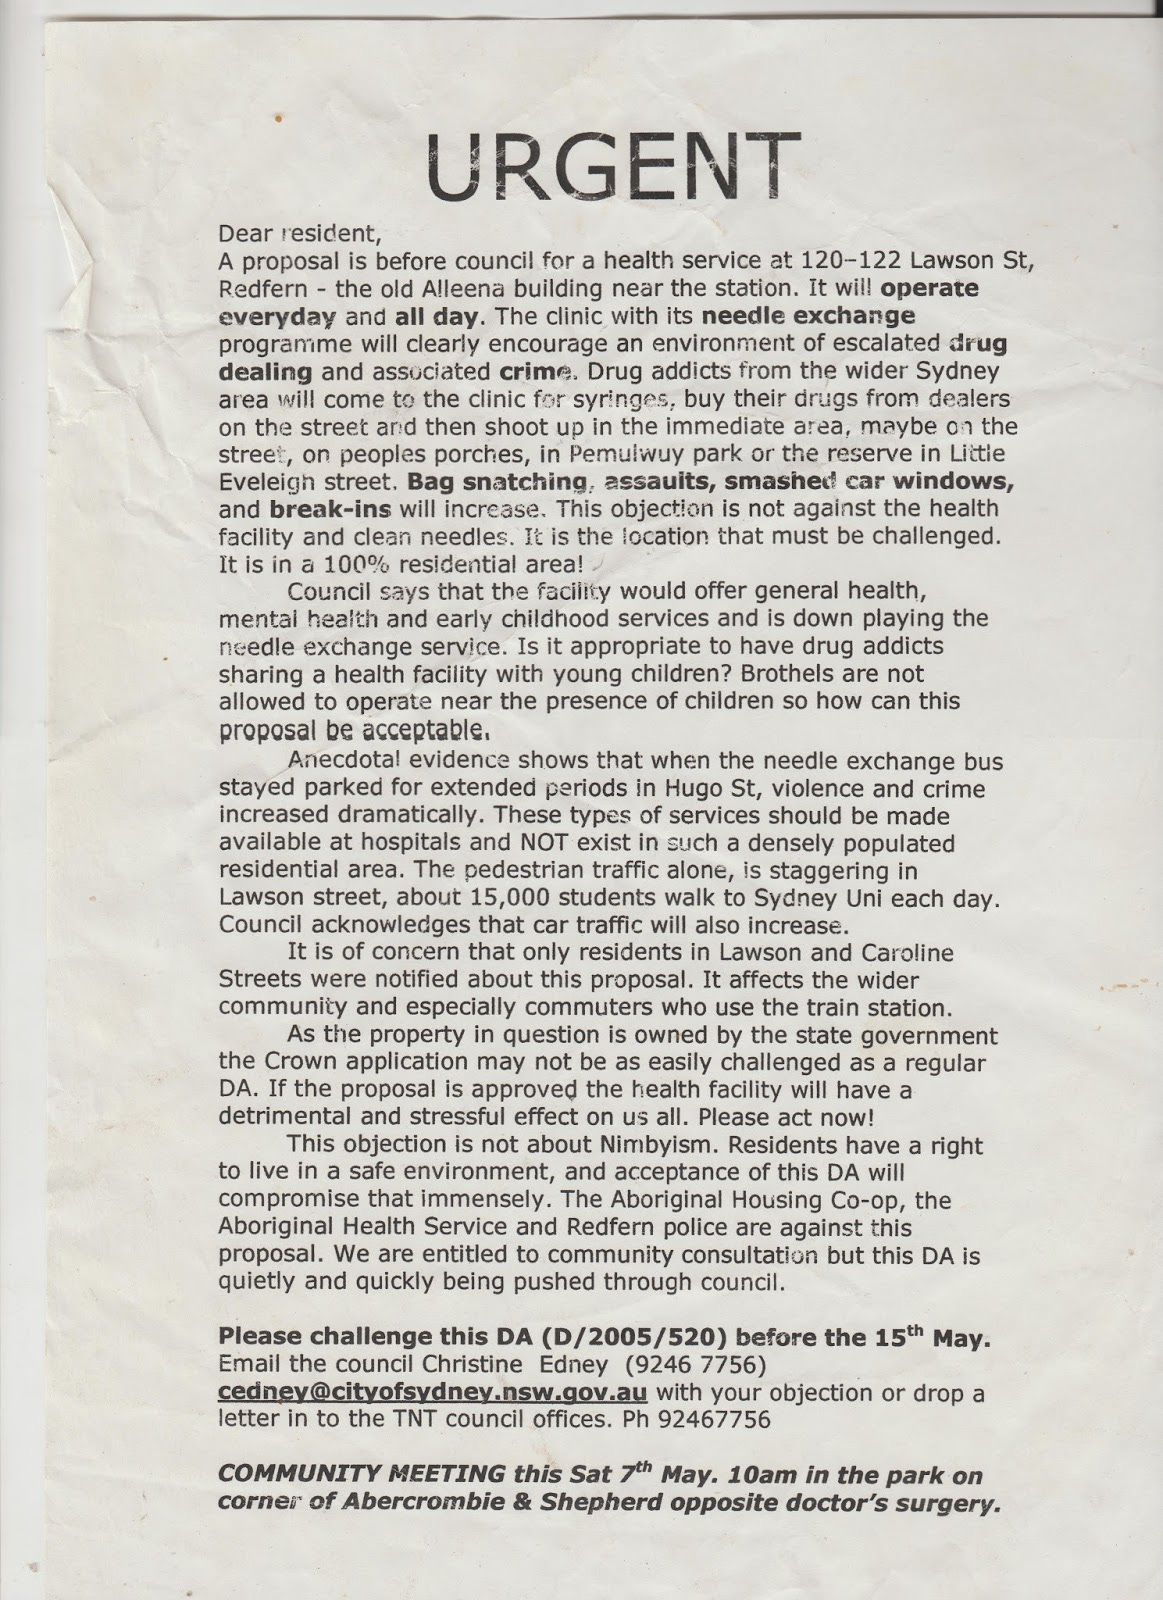 URGENT
Dear resident,
A proposal is before council for a health service at 120–122 Lawson St,
Redfern - the old Alleena building near the station. It will operate
everyday and all day. The clinic with its needle exchange
programme will clearly encourage an environment of escalated drug
dealing and associated crime. Drug addicts from the wider Sydney
area will come to the clinic for syringes, buy their drugs from dealers
on the street and then shoot up in the immediate area, maybe on the
street, on peoples porches, in Pemulwuy park or the reserve in Little
Eveleigh street. Bag snatching, assaults, smashed car windows,
and break-ins will increase. This objection is not against the health
facility and clean needles. It is the location that must be challenged.
It is in a 100% residential area!
Council says that the facility would offer general health,
mental health and early childhood services and is down playing the
needle exchange service. Is it appropriate to have drug addicts
sharing a health facility with young children? Brothels are not
allowed to operate near the presence of children so how can this
proposal be acceptable.
Anecdotal evidence shows that when the needle exchange bus
stayed parked for extended periods in Hugo St, violence and crime
increased dramatically. These types of services should be made
available at hospitals and NOT exist in such a densely populated
residential area. The pedestrian traffic alone, is staggering in
Lawson street, about 15,000 students walk to Sydney Uni each day.
Council acknowledges that car traffic will also increase.
It is of concern that only residents in Lawson and Caroline
Streets were notified about this proposal. It affects the wider
community and especially commuters who use the train station.
As the property in question is owned by the state government
the Crown application may not be as easily challenged as a regular
DA. If the proposal is approved the health facility will have a
detrimental and stressful effect on us all. Please act now!
This objection is not about Nimbyism. Residents have a right
to live in a safe environment, and acceptance of this DA will
compromise that immensely. The Aboriginal Housing Co-op, the
Aboriginal Health Service and Redfern police are against this
proposal. We are entitled to community consultation but this DA is
quietly and quickly being pushed through council.
Please challenge this DA (D/2005/520) before the 15th May.
Email the council Christine Edney (9246 7756)
cedney@cityofsydney.nsw.gov.au with your objection or drop a
letter in to the TNT council offices. Ph 92467756
COMMUNITY MEETING this Sat 7th May. 10am in the park on
corner of Abercrombie & Shepherd opposite doctor's surgery.